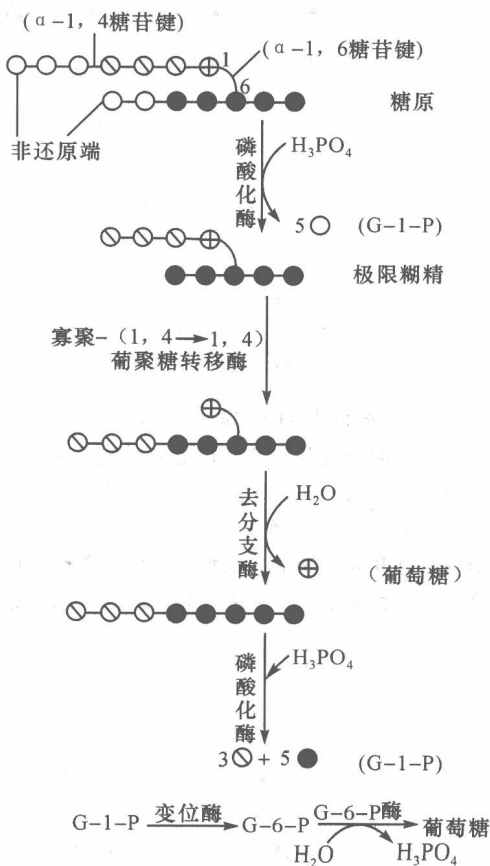 (α-1, 4糖苷键)
1
(α-1, 6糖苷键)
6
糖原
非还原端
磷酸化酶
H₃PO₄
5 (G-1-P)
极限糊精
寡聚-(1, 4→1, 4)
葡聚糖转移酶
去分支酶
H₂O
(葡萄糖)
磷酸化酶
H₃PO₄
3 + 5 (G-1-P)
G-1-P 变位酶 G-6-P G-6-P酶 葡萄糖
H₂O H₃PO₄